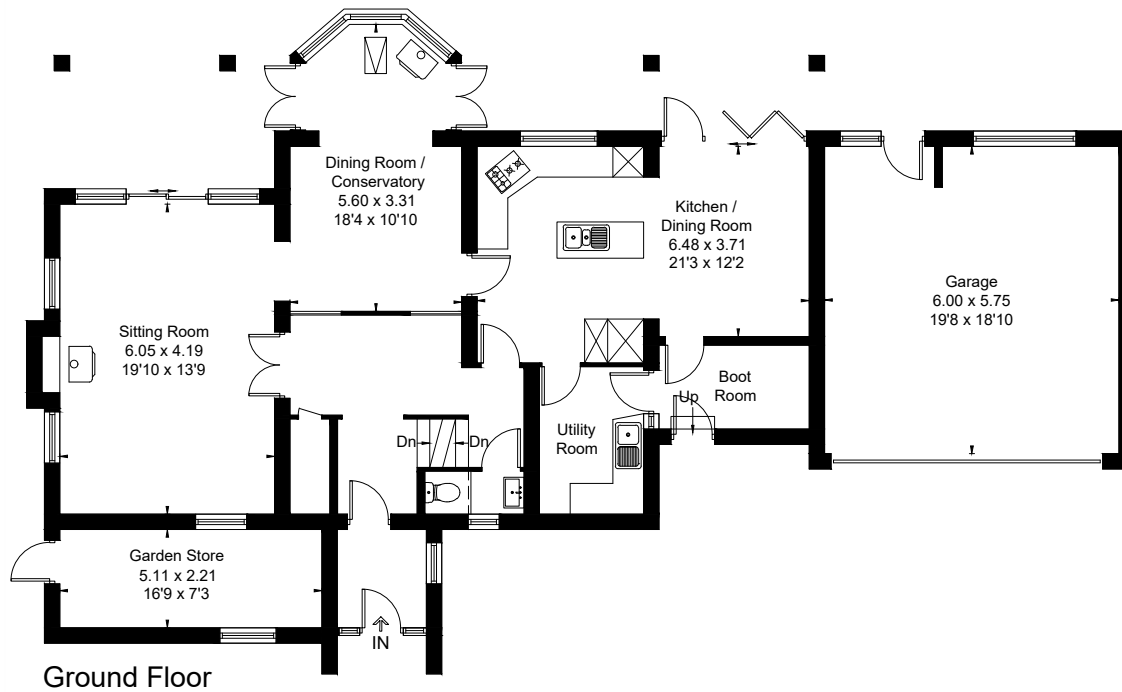 Dining Room /
Conservatory
5.60 x 3.31
18'4 x 10'10
Kitchen /
Dining Room
6.48 x 3.71
21'3 x 12'2
Garage
6.00 x 5.75
19'8 x 18'10
Sitting Room
6.05 x 4.19
19'10 x 13'9
Boot
Room
Up
Utility
Room
Dn
Dn
Garden Store
5.11 x 2.21
16'9 x 7'3
IN
Ground Floor